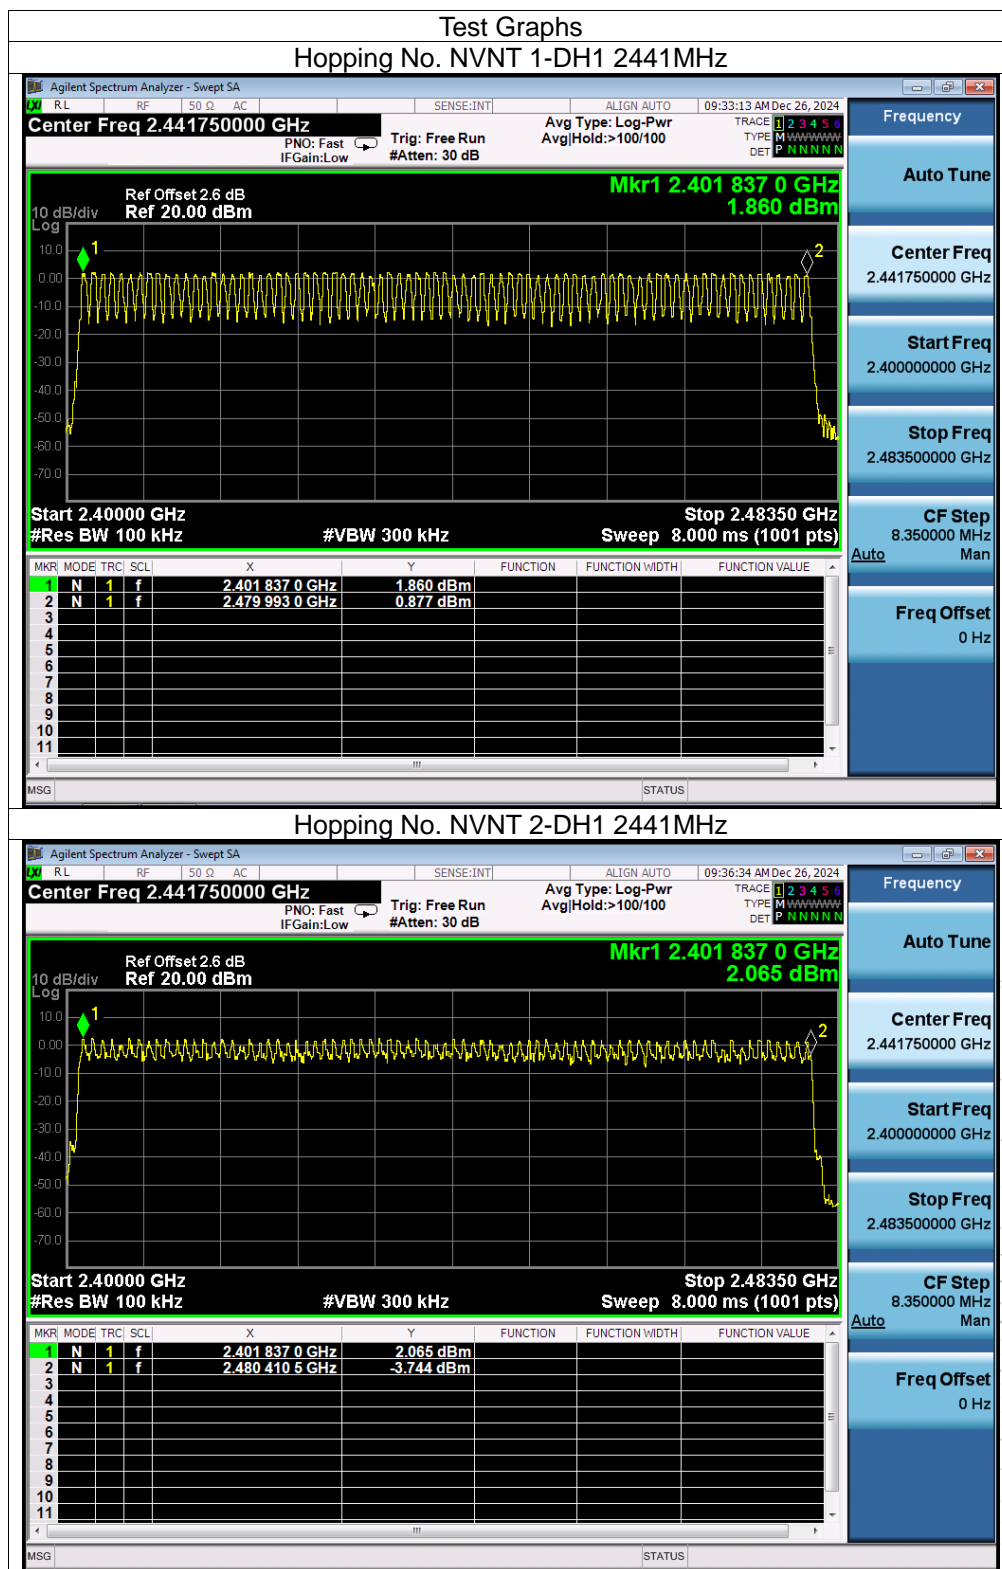 Test Graphs
Hopping No. NVNT 1-DH1 2441MHz
Agilent Spectrum Analyzer - Swept SA
LXI RL RF 50 Ω AC SENSE:INT ALIGN AUTO 09:33:13 AM Dec 26, 2024
Center Freq 2.441750000 GHz
PNO: Fast
IFGain:Low
Trig: Free Run
#Atten: 30 dB
Avg Type: Log-Pwr
Avg|Hold:>100/100
TRACE 1 2 3 4 5 6
TYPE M WWWWW
DET P N N N N N
Frequency
Auto Tune
Center Freq
2.441750000 GHz
Start Freq
2.400000000 GHz
Stop Freq
2.483500000 GHz
CF Step
8.350000 MHz
Auto Man
Freq Offset
0 Hz
Mkr1 2.401 837 0 GHz
1.860 dBm
Ref Offset 2.6 dB
10 dB/div Ref 20.00 dBm
Log
10.0
0.00
-10.0
-20.0
-30.0
-40.0
-50.0
-60.0
-70.0
1
2
Start 2.40000 GHz Stop 2.48350 GHz
#Res BW 100 kHz #VBW 300 kHz Sweep 8.000 ms (1001 pts)
MKR MODE TRC SCL X Y FUNCTION FUNCTION WIDTH FUNCTION VALUE
1 N 1 f 2.401 837 0 GHz 1.860 dBm
2 N 1 f 2.479 993 0 GHz 0.877 dBm
3
4
5
6
7
8
9
10
11
MSG STATUS
Hopping No. NVNT 2-DH1 2441MHz
Agilent Spectrum Analyzer - Swept SA
LXI RL RF 50 Ω AC SENSE:INT ALIGN AUTO 09:36:34 AM Dec 26, 2024
Center Freq 2.441750000 GHz
PNO: Fast
IFGain:Low
Trig: Free Run
#Atten: 30 dB
Avg Type: Log-Pwr
Avg|Hold:>100/100
TRACE 1 2 3 4 5 6
TYPE M WWWWW
DET P N N N N N
Frequency
Auto Tune
Center Freq
2.441750000 GHz
Start Freq
2.400000000 GHz
Stop Freq
2.483500000 GHz
CF Step
8.350000 MHz
Auto Man
Freq Offset
0 Hz
Mkr1 2.401 837 0 GHz
2.065 dBm
Ref Offset 2.6 dB
10 dB/div Ref 20.00 dBm
Log
10.0
0.00
-10.0
-20.0
-30.0
-40.0
-50.0
-60.0
-70.0
1
2
Start 2.40000 GHz Stop 2.48350 GHz
#Res BW 100 kHz #VBW 300 kHz Sweep 8.000 ms (1001 pts)
MKR MODE TRC SCL X Y FUNCTION FUNCTION WIDTH FUNCTION VALUE
1 N 1 f 2.401 837 0 GHz 2.065 dBm
2 N 1 f 2.480 410 5 GHz -3.744 dBm
3
4
5
6
7
8
9
10
11
MSG STATUS